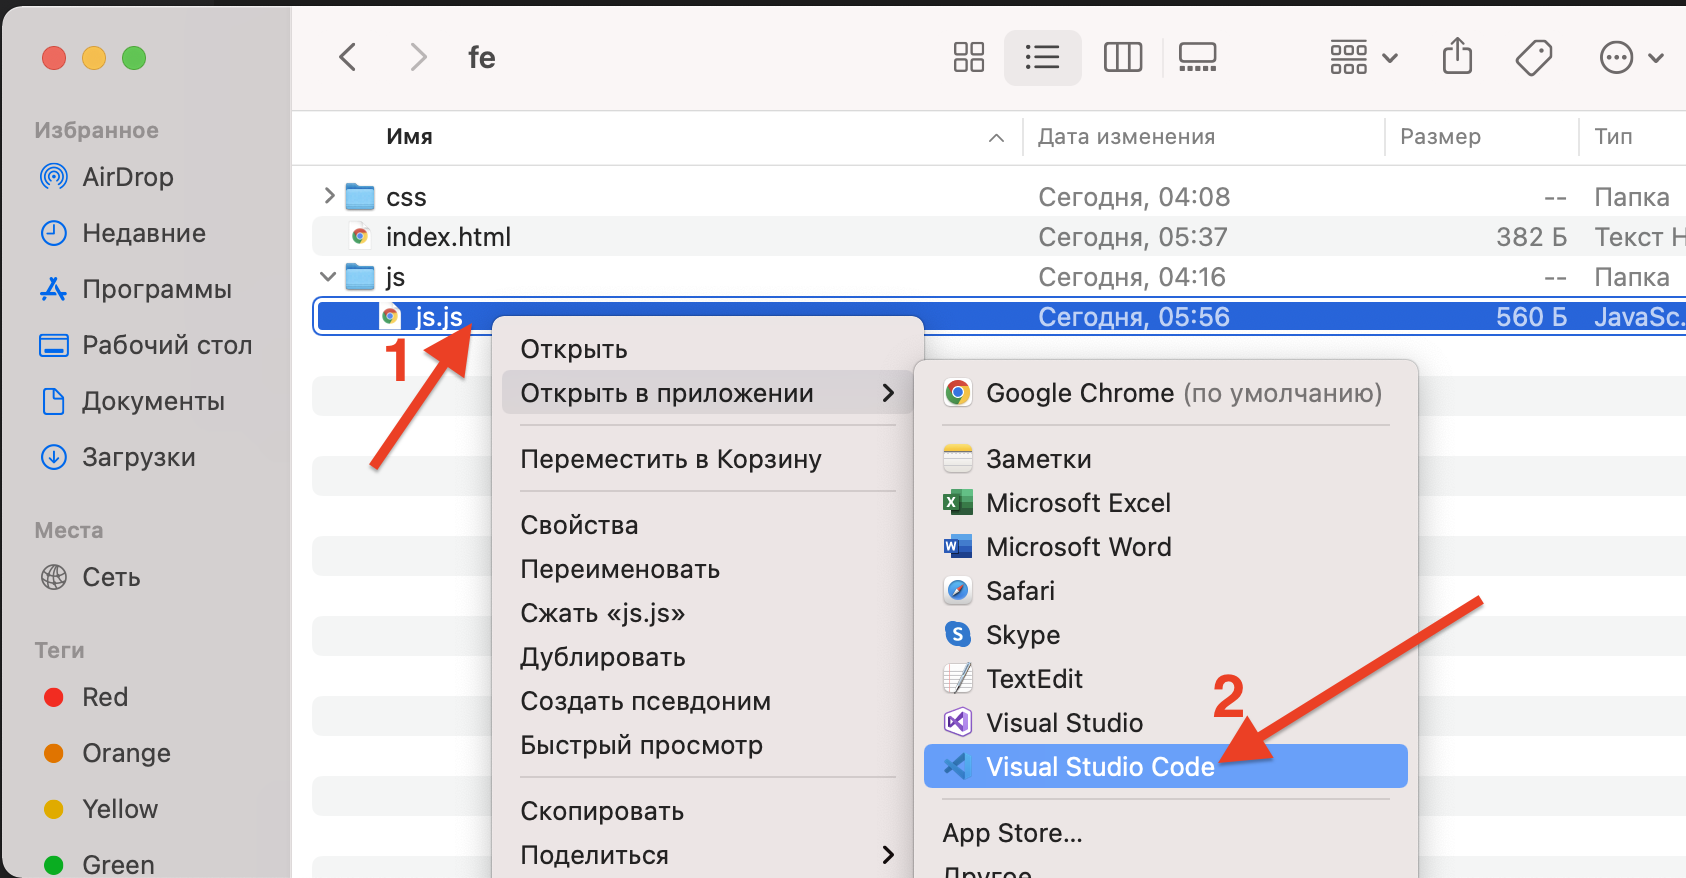 fe
Избранное
AirDrop
Недавние
Программы
Рабочий стол
Документы
Загрузки
Места
Сеть
Теги
Red
Orange
Yellow
Green
Имя Дата изменения Размер Тип
css Сегодня, 04:08 -- Папка
index.html Сегодня, 05:37 382 Б Текст H
js Сегодня, 04:16 -- Папка
js.js Сегодня, 05:56 560 Б JavaSc.
1
Открыть
Открыть в приложении
Переместить в Корзину
Свойства
Переименовать
Сжать «js.js»
Дублировать
Создать псевдоним
Быстрый просмотр
Скопировать
Поделиться
Google Chrome (по умолчанию)
Заметки
Microsoft Excel
Microsoft Word
Safari
Skype
TextEdit
Visual Studio
2
Visual Studio Code
App Store...
Другое